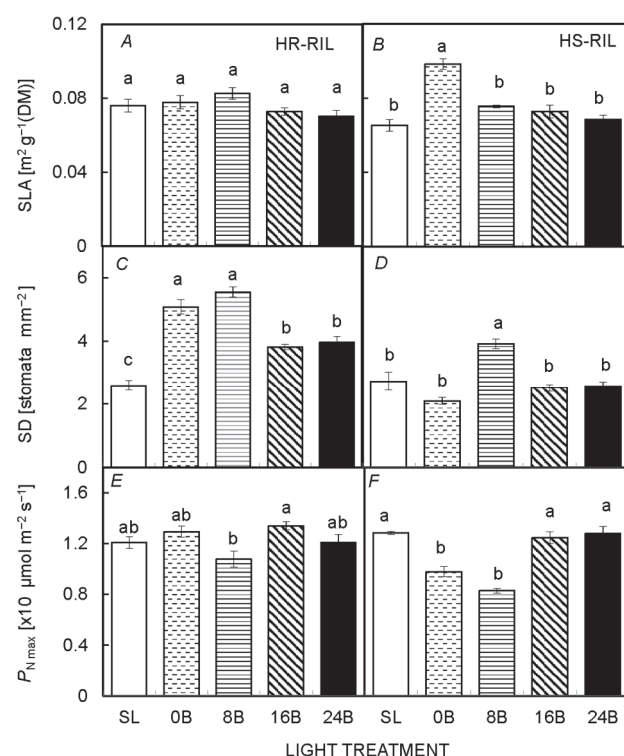 0.12
A
HR-RIL
B
HS-RIL
SLA [m² g⁻¹(DM)]
a a a a a
b a b b b
0.08
0.04
0
C
D
SD [stomata mm⁻²]
6
c a a b b
b b a b b
4
2
0
E
F
P_N max [x10 μmol m⁻² s⁻¹]
1.6
ab ab b a ab
a b b a a
1.2
0.8
0.4
0
SL 0B 8B 16B 24B SL 0B 8B 16B 24B
LIGHT TREATMENT